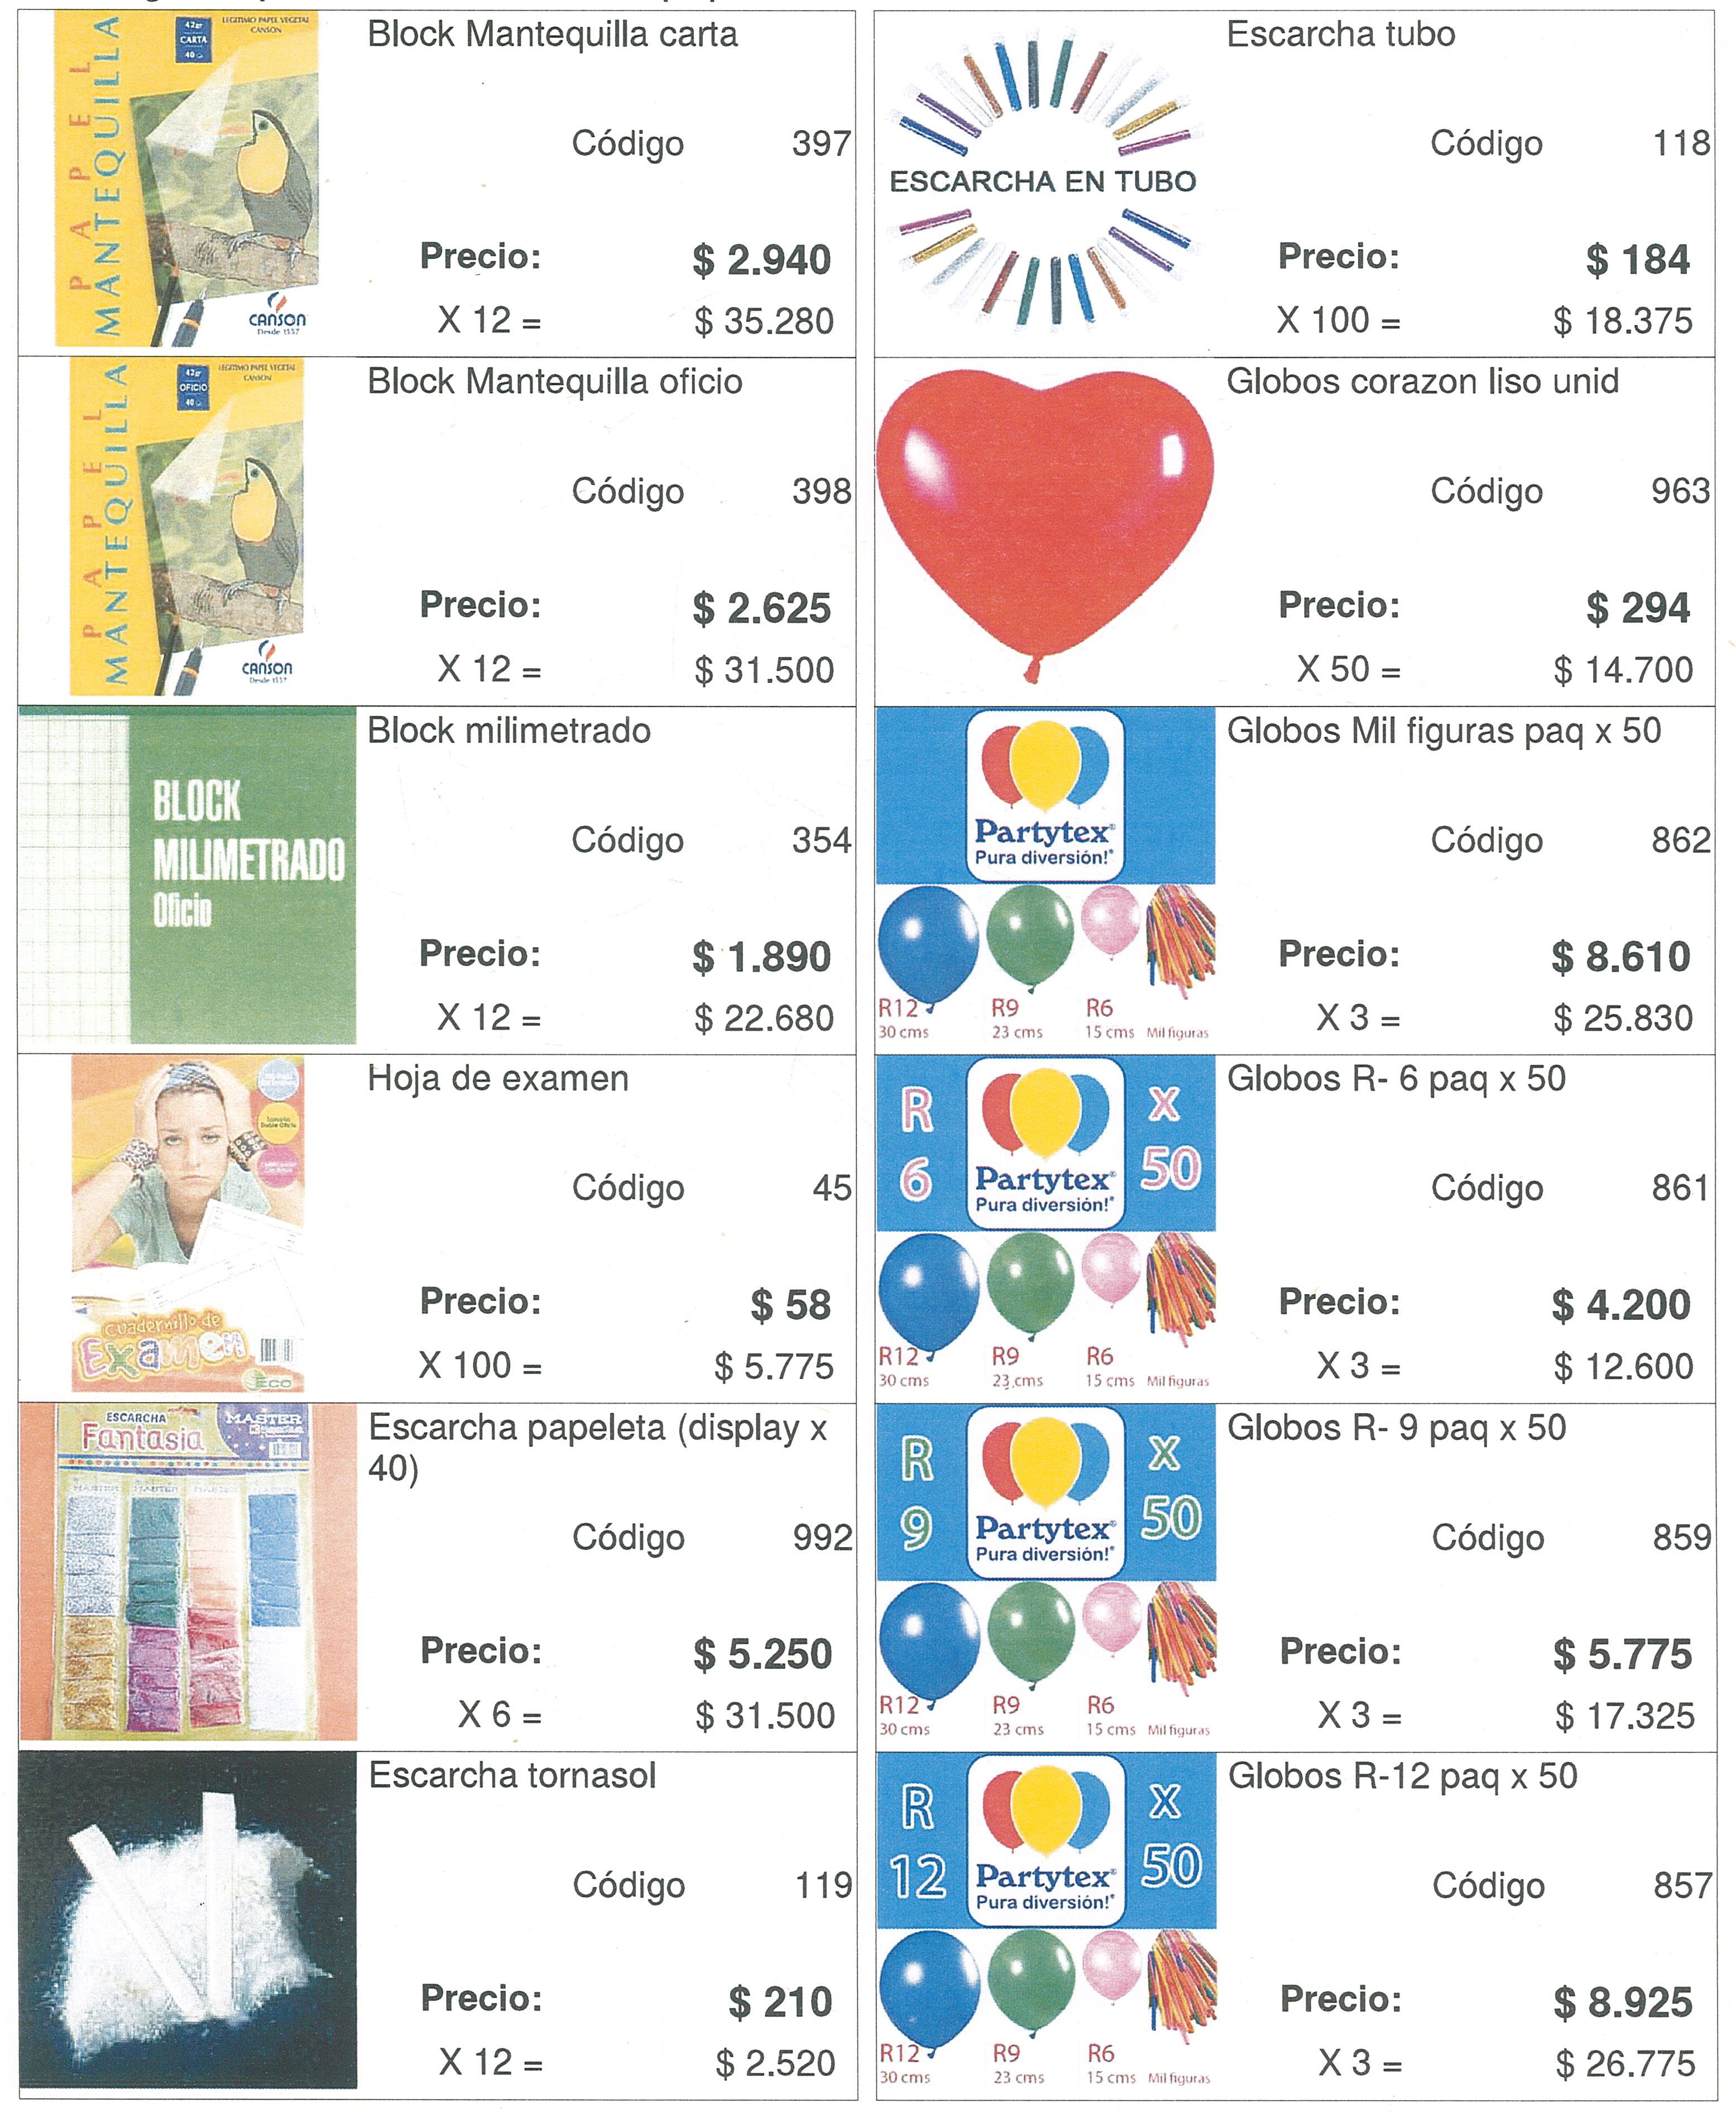 LEGITIMO PAPEL VEGETAL
CANSON
42gr
CARTA
40
PAPEL
MANTEQUILLA
CANSON
Desde 1557
Block Mantequilla carta
Código 397
Precio: $ 2.940
X 12 = $ 35.280
ESCARCHA EN TUBO
Escarcha tubo
Código 118
Precio: $ 184
X 100 = $ 18.375
LEGITIMO PAPEL VEGETAL
CANSON
42gr
OFICIO
40
PAPEL
MANTEQUILLA
CANSON
Desde 1557
Block Mantequilla oficio
Código 398
Precio: $ 2.625
X 12 = $ 31.500
Globos corazon liso unid
Código 963
Precio: $ 294
X 50 = $ 14.700
BLOCK
MILIMETRADO
Oficio
Block milimetrado
Código 354
Precio: $ 1.890
X 12 = $ 22.680
Partytex®
Pura diversión!®
R12 R9 R6
30 cms 23 cms 15 cms Mil figuras
Globos Mil figuras paq x 50
Código 862
Precio: $ 8.610
X 3 = $ 25.830
Cuadernillo de
Examen
ECO
Hoja de examen
Código 45
Precio: $ 58
X 100 = $ 5.775
R X
6 50
Partytex®
Pura diversión!®
R12 R9 R6
30 cms 23 cms 15 cms Mil figuras
Globos R- 6 paq x 50
Código 861
Precio: $ 4.200
X 3 = $ 12.600
ESCARCHA
Fantasia
MASTER
Escarcha papeleta (display x
40)
Código 992
Precio: $ 5.250
X 6 = $ 31.500
R X
9 50
Partytex®
Pura diversión!®
R12 R9 R6
30 cms 23 cms 15 cms Mil figuras
Globos R- 9 paq x 50
Código 859
Precio: $ 5.775
X 3 = $ 17.325
Escarcha tornasol
Código 119
Precio: $ 210
X 12 = $ 2.520
R X
12 50
Partytex®
Pura diversión!®
R12 R9 R6
30 cms 23 cms 15 cms Mil figuras
Globos R-12 paq x 50
Código 857
Precio: $ 8.925
X 3 = $ 26.775